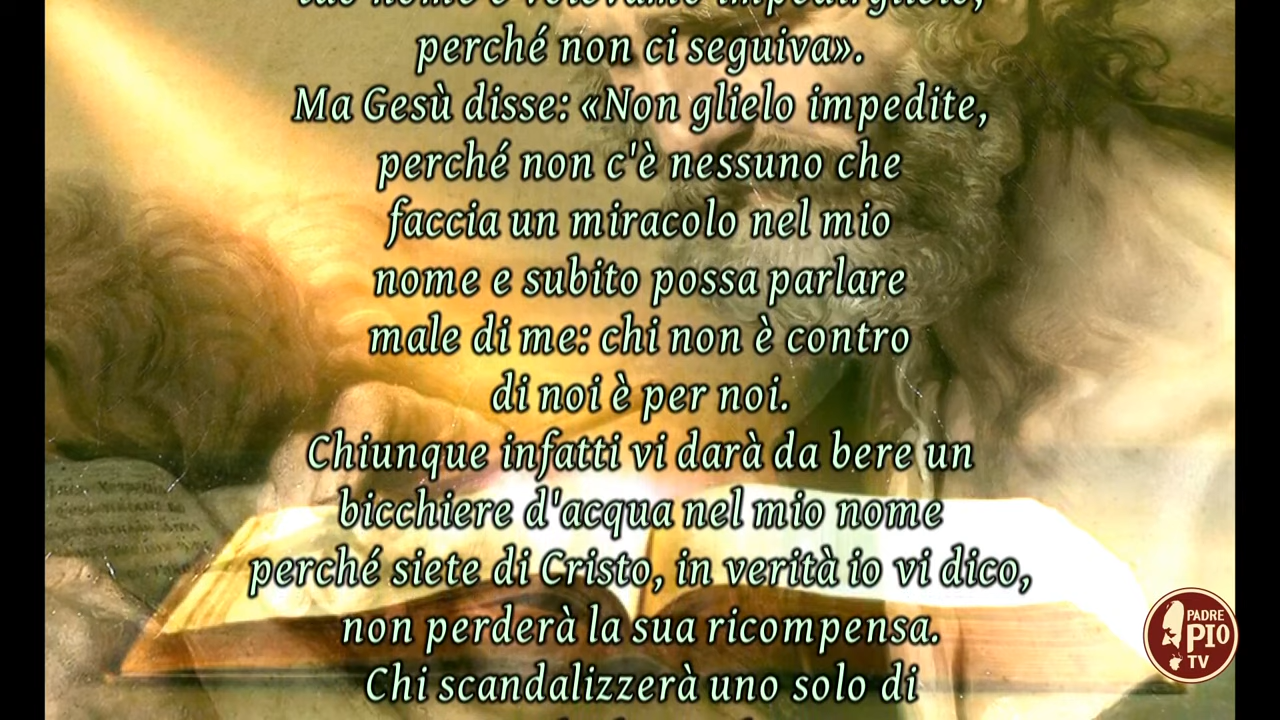 perché non ci seguiva».
Ma Gesù disse: «Non glielo impedite,
perché non c'è nessuno che
faccia un miracolo nel mio
nome e subito possa parlare
male di me: chi non è contro
di noi è per noi.
Chiunque infatti vi darà da bere un
bicchiere d'acqua nel mio nome
perché siete di Cristo, in verità io vi dico,
non perderà la sua ricompensa.
Chi scandalizzerà uno solo di
PADRE
PIO
TV